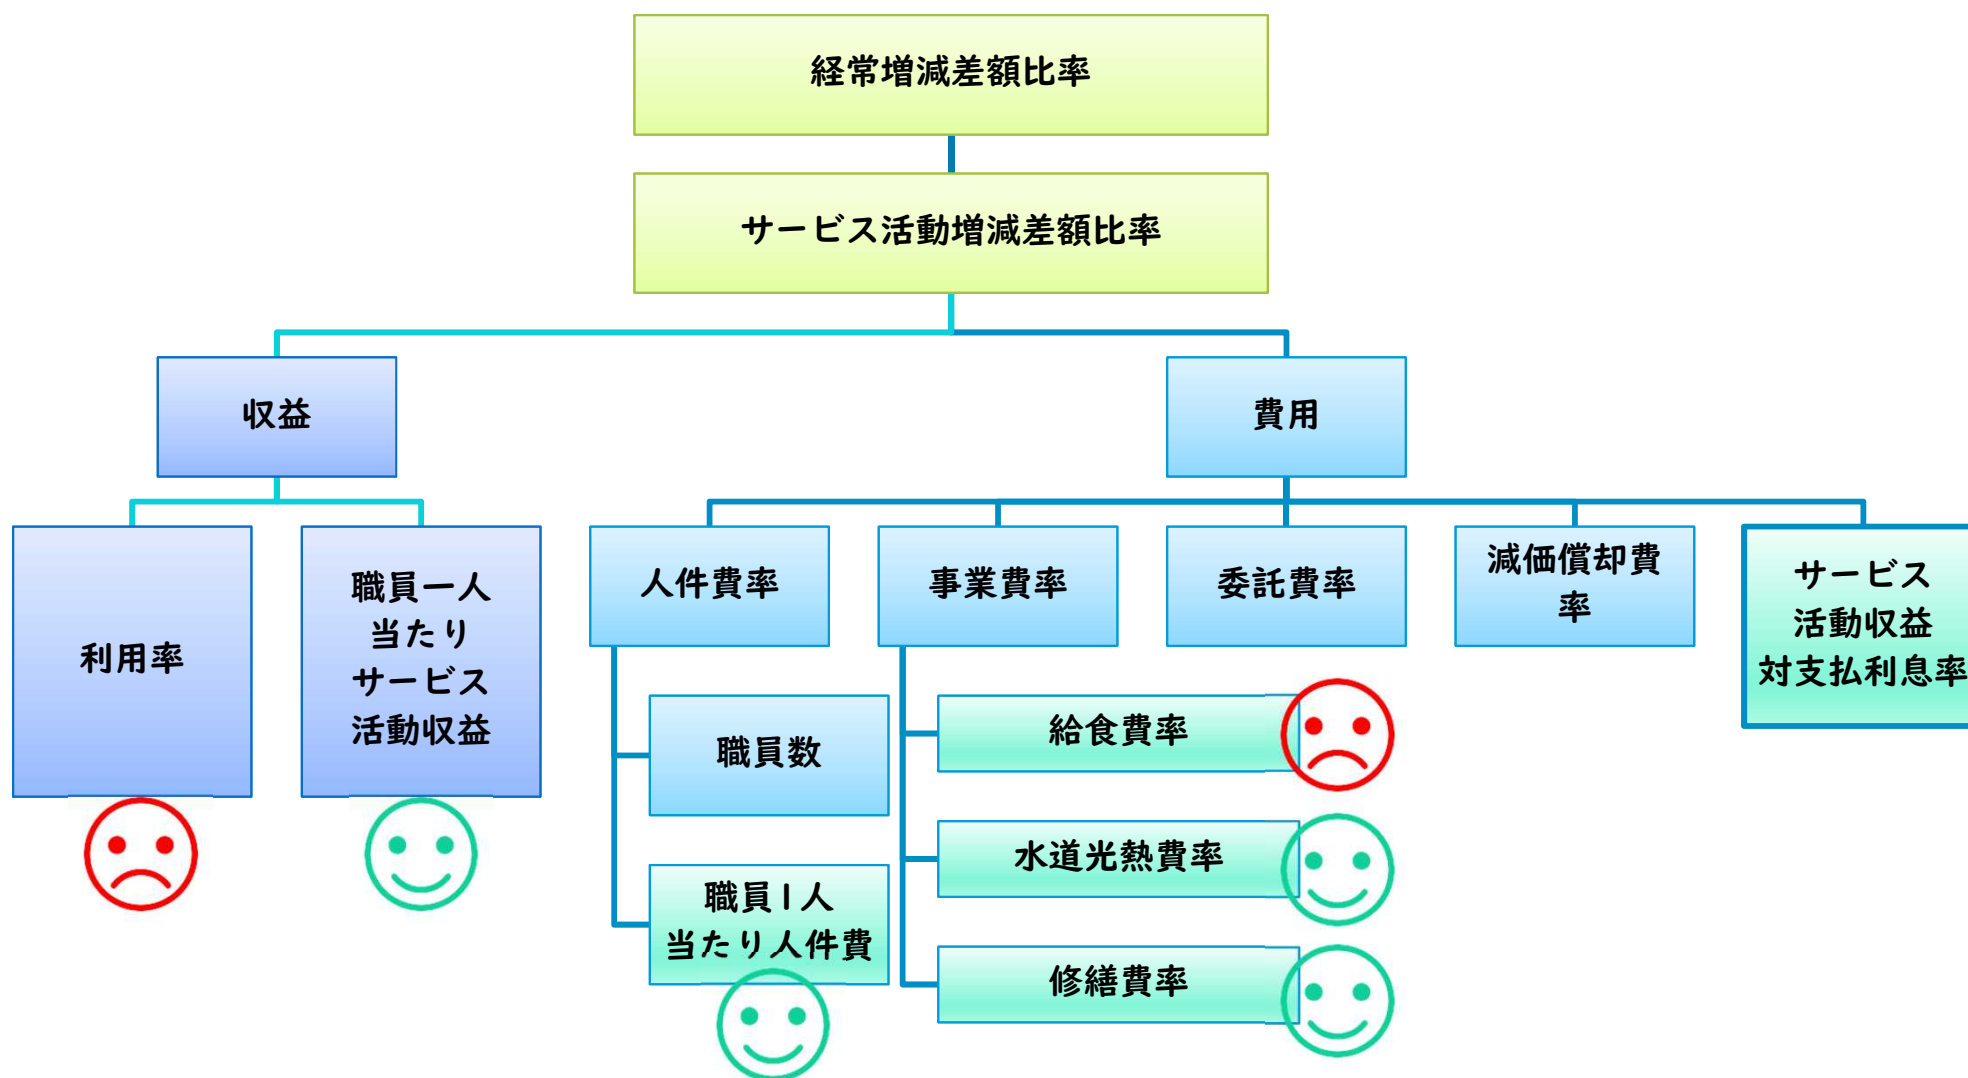 経常増減差額比率
サービス活動増減差額比率
収益
費用
利用率
職員一人
当たり
サービス
活動収益
人件費率
事業費率
委託費率
減価償却費
率
サービス
活動収益
対支払利息率
職員数
職員1人
当たり人件費
給食費率
水道光熱費率
修繕費率